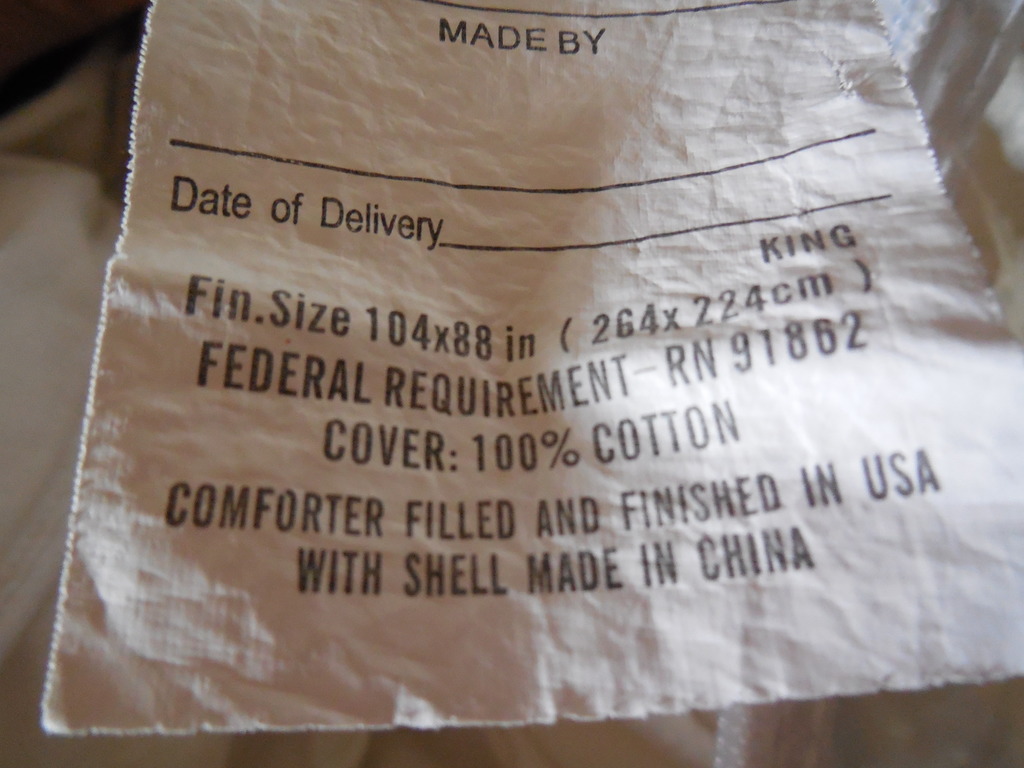 MADE BY
Date of Delivery
KING
Fin.Size 104x88 in ( 264x 224cm )
FEDERAL REQUIREMENT-RN 91862
COVER: 100% COTTON
COMFORTER FILLED AND FINISHED IN USA
WITH SHELL MADE IN CHINA